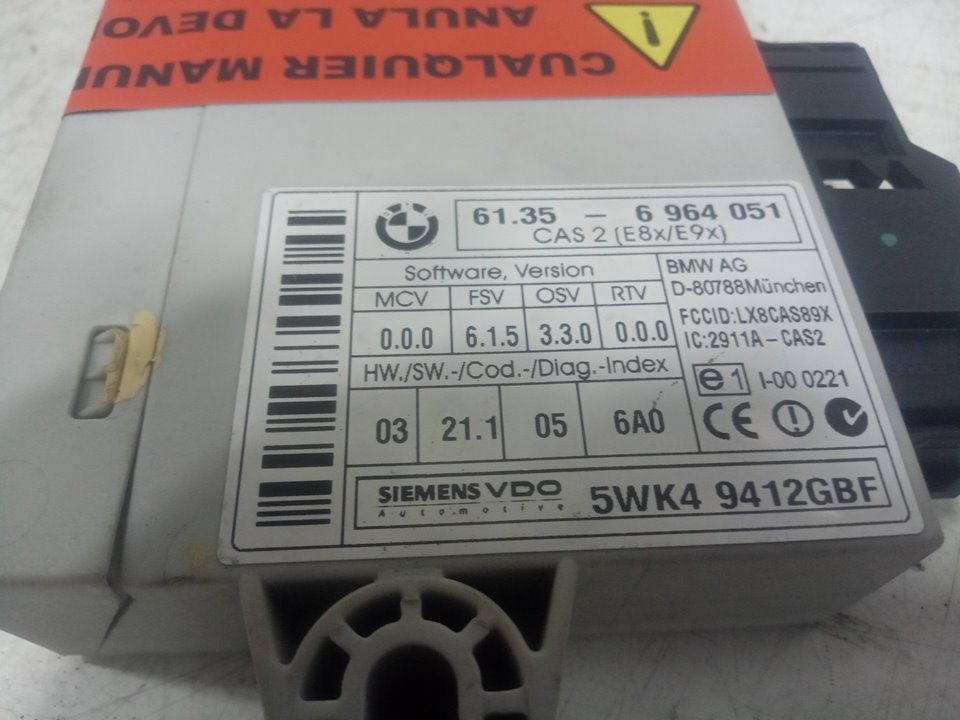 ANULA LA DEVO
CUALQUIER
61.35 - 6 964 051
CAS 2 (E8x/E9x)
Software, Version
MCV FSV OSV RTV
0.0.0 6.1.5 3.3.0 0.0.0
HW./SW.-/Cod.-/Diag.-Index
03 21.1 05 6A0
BMW AG
D-80788München
FCCID:LX8CAS89X
IC:2911A-CAS2
e1 I-00 0221
CE
SIEMENS VDO
Automotive
5WK4 9412GBF